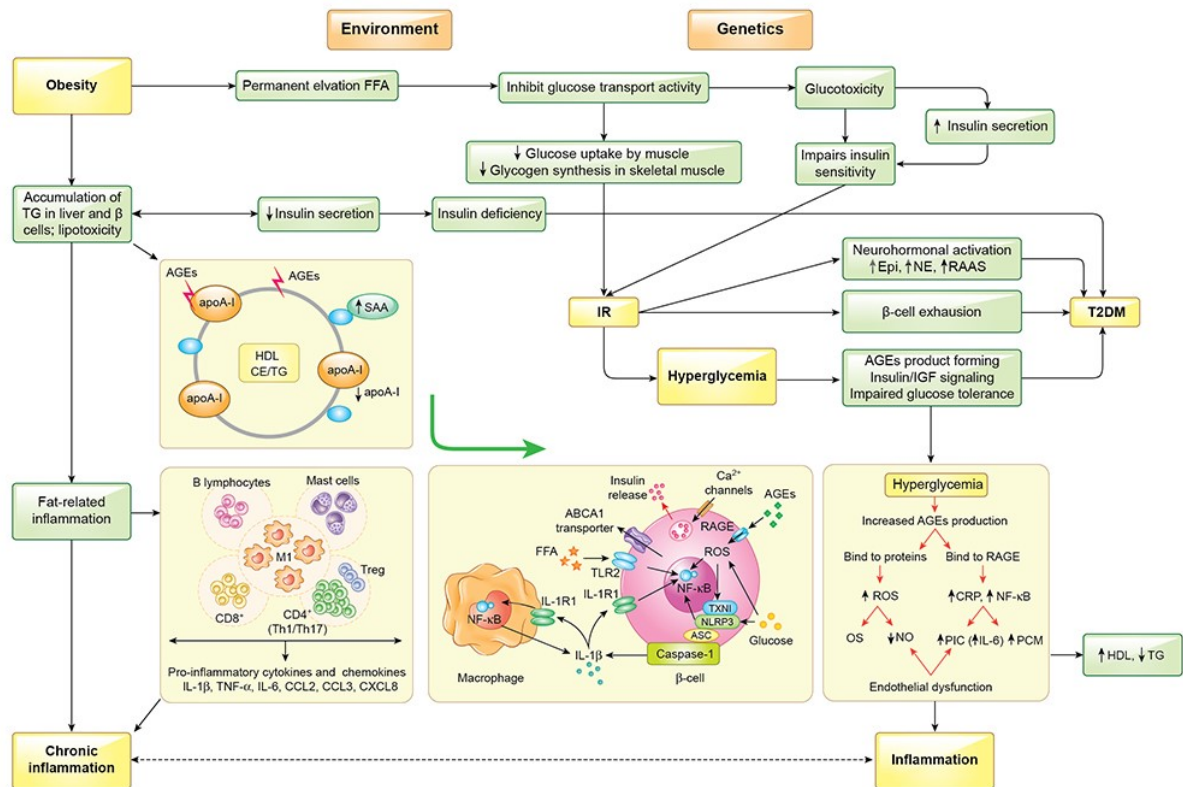 Environment
Genetics
Obesity
Permanent elvation FFA
Inhibit glucose transport activity
Glucotoxicity
↑ Insulin secretion
↓ Glucose uptake by muscle
↓ Glycogen synthesis in skeletal muscle
Impairs insulin
sensitivity
Accumulation of
TG in liver and β
cells; lipotoxicity
↓ Insulin secretion
Insulin deficiency
Neurohormonal activation
↑Epi, ↑NE, ↑RAAS
IR
β-cell exhausion
T2DM
Hyperglycemia
AGEs product forming
Insulin/IGF signaling
Impaired glucose tolerance
AGEs
AGEs
apoA-I
↑ SAA
HDL
CE/TG
apoA-I
apoA-I
↓ apoA-I
Fat-related
inflammation
B lymphocytes
Mast cells
M1
Treg
CD8⁺
CD4⁺
(Th1/Th17)
Pro-inflammatory cytokines and chemokines
IL-1β, TNF-α, IL-6, CCL2, CCL3, CXCL8
Insulin
release
Ca²⁺
channels
AGEs
ABCA1
transporter
RAGE
FFA
ROS
TLR2
NF-κB
IL-1R1
IL-1R1
NF-κB
TXNI
NLRP3
ASC
Glucose
IL-1β
Caspase-1
Macrophage
β-cell
Hyperglycemia
Increased AGEs production
Bind to proteins
Bind to RAGE
↑ ROS
↑CRP, ↑ NF-κB
OS
↓NO
↑PIC (↑IL-6) ↑ PCM
Endothelial dysfunction
↑ HDL, ↓ TG
Chronic
inflammation
Inflammation